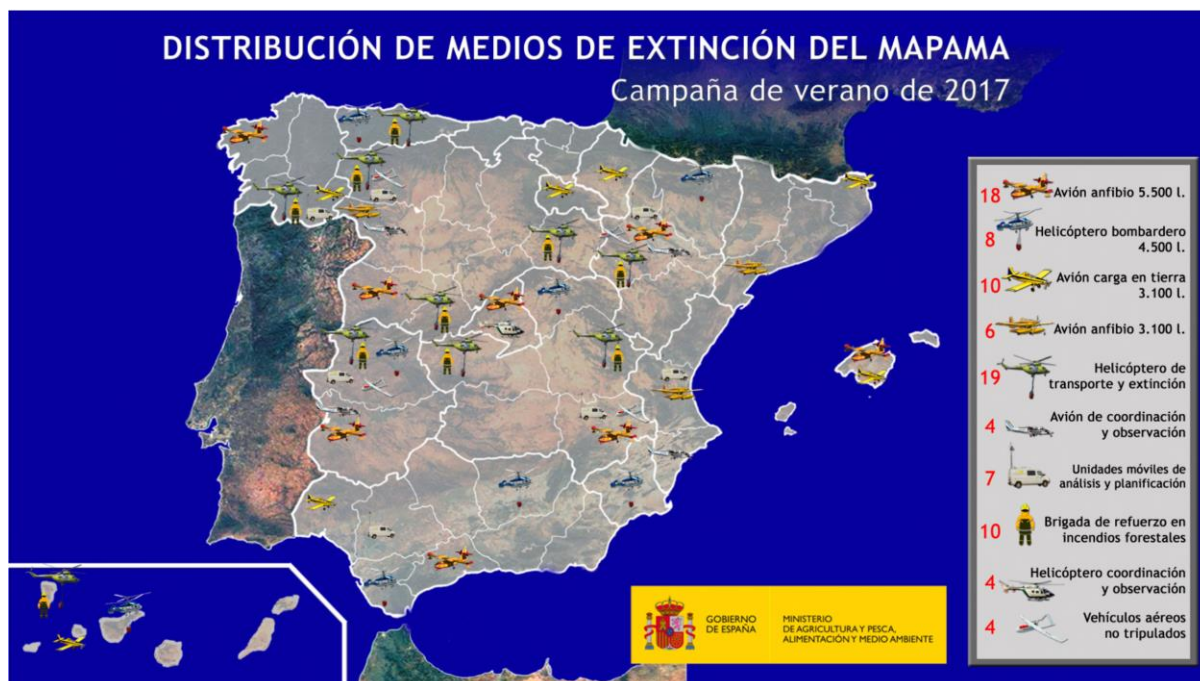 DISTRIBUCIÓN DE MEDIOS DE EXTINCIÓN DEL MAPAMA
Campaña de verano de 2017
18 Avión anfibio 5.500 l.
8 Helicóptero bombardero
4.500 l.
10 Avión carga en tierra
3.100 l.
6 Avión anfibio 3.100 l.
19 Helicóptero de
transporte y extinción
4 Avión de coordinación
y observación
7 Unidades móviles de
análisis y planificación
10 Brigada de refuerzo en
incendios forestales
4 Helicóptero coordinación
y observación
4 Vehículos aéreos
no tripulados
GOBIERNO
DE ESPAÑA
MINISTERIO
DE AGRICULTURA Y PESCA,
ALIMENTACIÓN Y MEDIO AMBIENTE